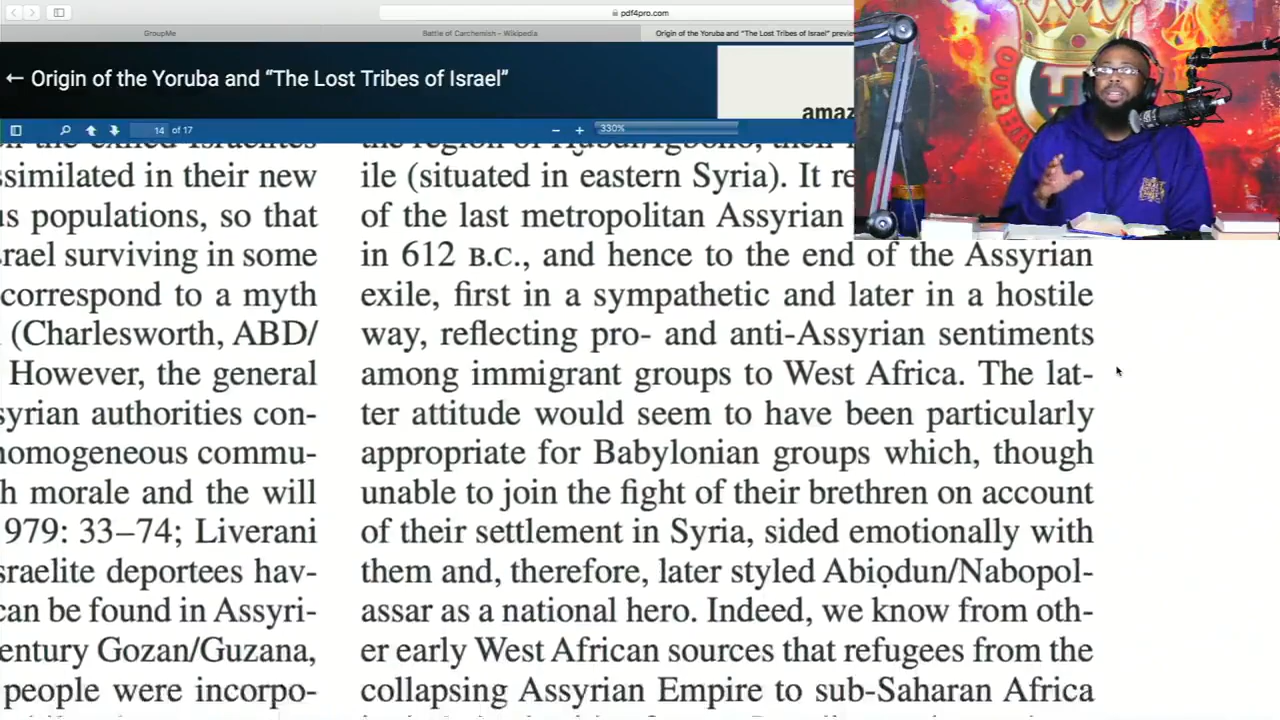 pdf4pro.com
GroupMe
Battle of Carchemish – Wikipedia
Origin of the Yoruba and “The Lost Tribes of Israel” previe
← Origin of the Yoruba and “The Lost Tribes of Israel”
amaz
14 of 17
330%
OUR
ssimilated in their new
us populations, so that
rael surviving in some
correspond to a myth
(Charlesworth, ABD/
However, the general
syrian authorities con-
homogeneous commu-
h morale and the will
979: 33–74; Liverani
sraelite deportees hav-
can be found in Assyri-
entury Gozan/Guzana,
people were incorpo-
ile (situated in eastern Syria). It re
of the last metropolitan Assyrian
in 612 B.C., and hence to the end of the Assyrian
exile, first in a sympathetic and later in a hostile
way, reflecting pro- and anti-Assyrian sentiments
among immigrant groups to West Africa. The lat-
ter attitude would seem to have been particularly
appropriate for Babylonian groups which, though
unable to join the fight of their brethren on account
of their settlement in Syria, sided emotionally with
them and, therefore, later styled Abiọdun/Nabopol-
assar as a national hero. Indeed, we know from oth-
er early West African sources that refugees from the
collapsing Assyrian Empire to sub-Saharan Africa